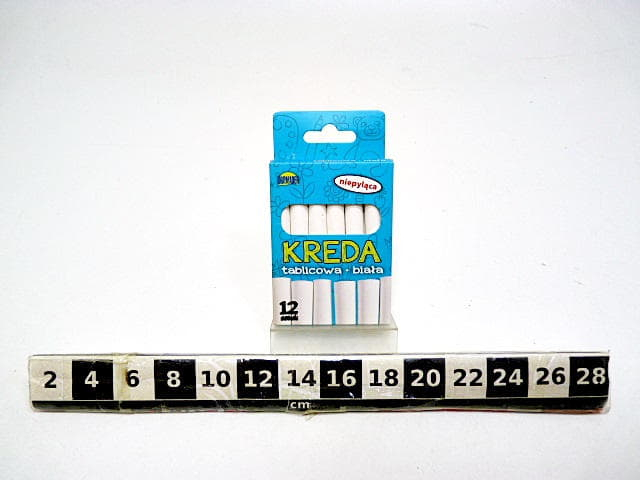 niepyląca
KREDA
tablicowa • biała
12
2 4 6 8 10 12 14 16 18 20 22 24 26 28
cm